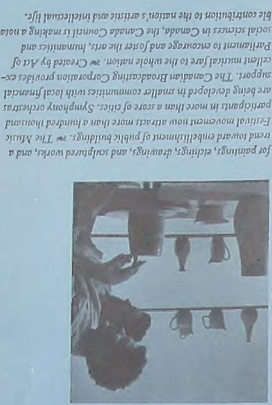 for paintings, etchings, drawings, and sculptured works, and a
trend toward embellishment of public buildings. The Music
Festival movement now attracts more than a hundred thousand
participants in more than a score of cities. Symphony orchestras
are being developed in smaller communities with local financial
support. The Canadian Broadcasting Corporation provides ex-
cellent musical fare to the whole nation. Created by Act of
Parliament to encourage and foster the arts, humanities and
social sciences in Canada, the Canada Council is making a nota
ble contribution to the nation's artistic and intellectual life.